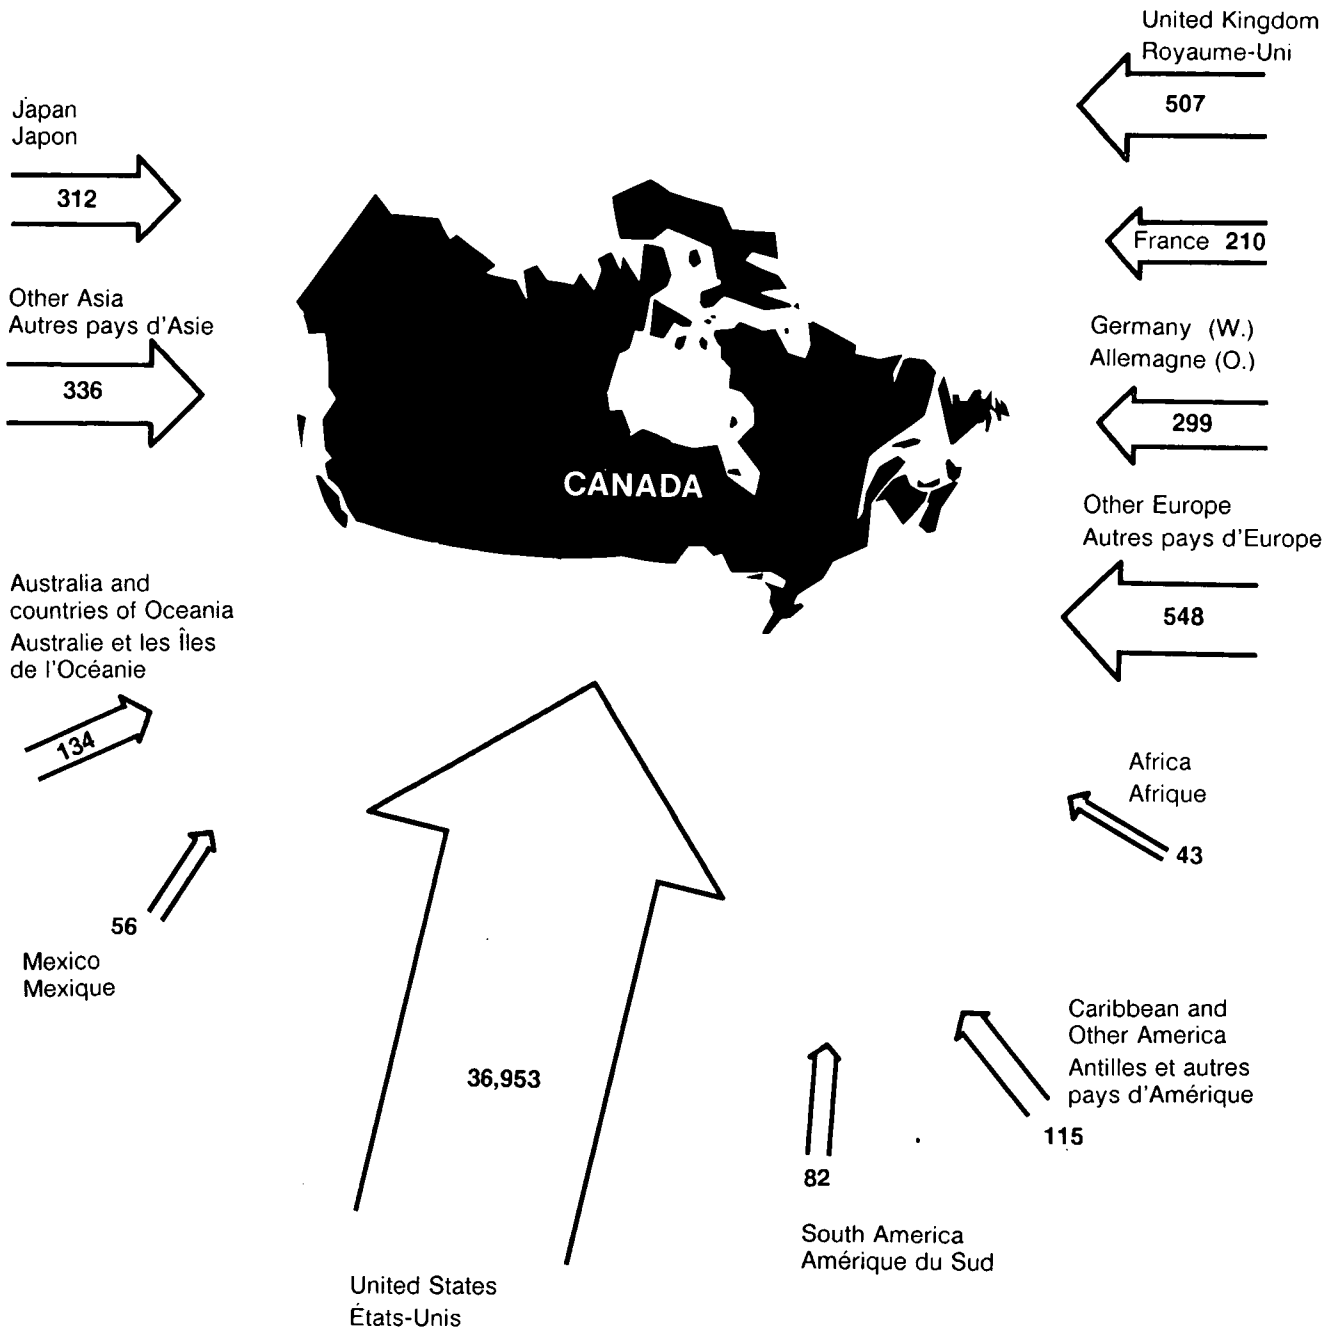 United Kingdom
Royaume-Uni
507
Japan
Japon
312
France 210
Other Asia
Autres pays d'Asie
336
Germany (W.)
Allemagne (O.)
299
CANADA
Other Europe
Autres pays d'Europe
548
Australia and
countries of Oceania
Australie et les Îles
de l'Océanie
134
Africa
Afrique
43
56
Mexico
Mexique
36,953
United States
États-Unis
82
South America
Amérique du Sud
Caribbean and
Other America
Antilles et autres
pays d'Amérique
115